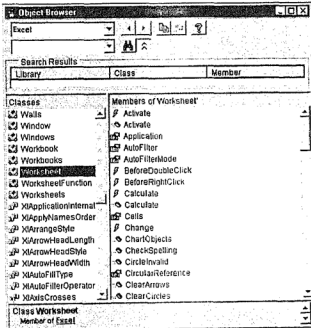 Object Browser
Excel
Search Results
Library Class Member
Classes
Walls
Window
Windows
Workbook
Workbooks
Worksheet
WorksheetFunction
Worksheets
XlApplicationInternat
XlApplyNamesOrder
XlArrangeStyle
XlArrowHeadLength
XlArrowHeadStyle
XlArrowHeadWidth
XlAutoFillType
XlAutoFilterOperator
XlAxisCrosses
Members of 'Worksheet'
Activate
Activate
Application
AutoFilter
AutoFilterMode
BeforeDoubleClick
BeforeRightClick
Calculate
Calculate
Cells
Change
ChartObjects
CheckSpelling
CircleInvalid
CircularReference
ClearArrows
ClearCircles
Class Worksheet
Member of Excel